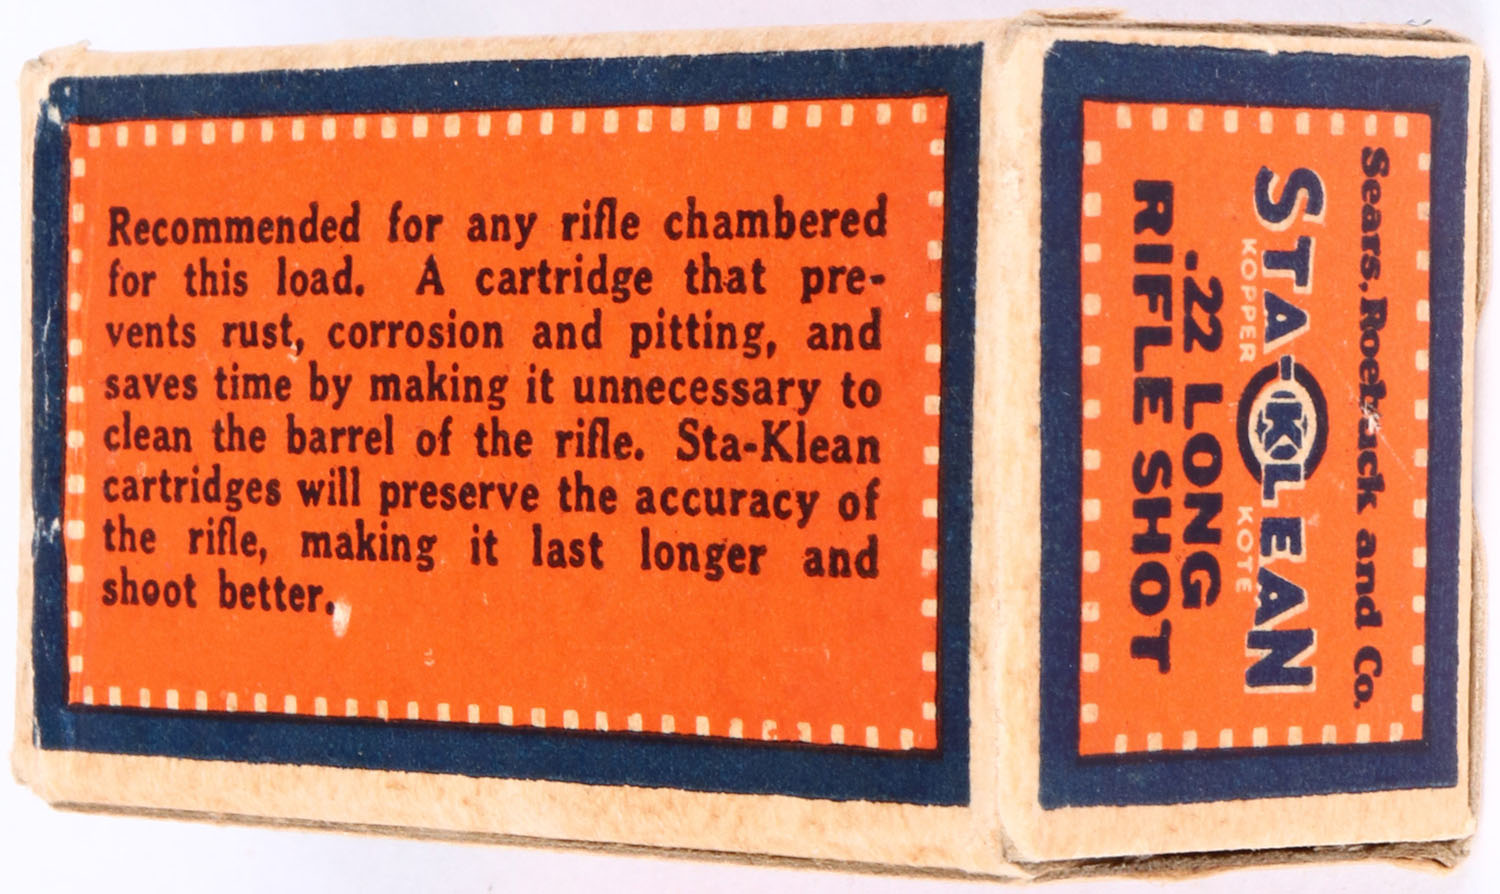 Recommended for any rifle chambered
for this load. A cartridge that pre-
vents rust, corrosion and pitting, and
saves time by making it unnecessary to
clean the barrel of the rifle. Sta-Klean
cartridges will preserve the accuracy of
the rifle, making it last longer and
shoot better.
Sears, Roebuck and Co.
STA-KLEAN
KOPPER KOTE
.22 LONG
RIFLE SHOT